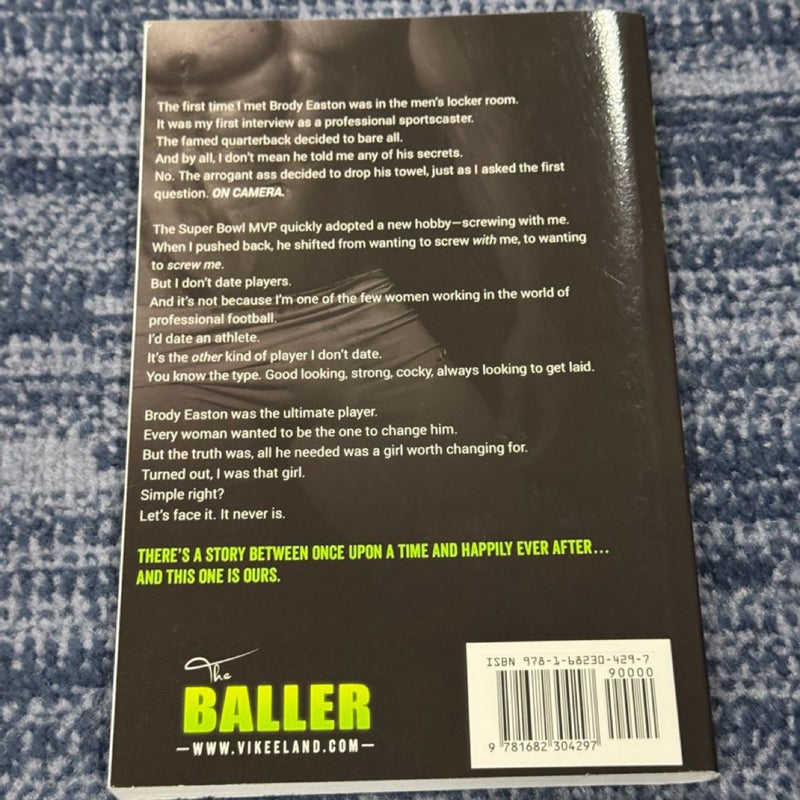 The first time I met Brody Easton was in the men's locker room.
It was my first interview as a professional sportscaster.
The famed quarterback decided to bare all.
And by all, I don't mean he told me any of his secrets.
No. The arrogant ass decided to drop his towel, just as I asked the first
question. ON CAMERA.
The Super Bowl MVP quickly adopted a new hobby—screwing with me.
When I pushed back, he shifted from wanting to screw with me, to wanting
to screw me.
But I don't date players.
And it's not because I'm one of the few women working in the world of
professional football.
I'd date an athlete.
It's the other kind of player I don't date.
You know the type. Good looking, strong, cocky, always looking to get laid.
Brody Easton was the ultimate player.
Every woman wanted to be the one to change him.
But the truth was, all he needed was a girl worth changing for.
Turned out, I was that girl.
Simple right?
Let's face it. It never is.
THERE'S A STORY BETWEEN ONCE UPON A TIME AND HAPPILY EVER AFTER...
AND THIS ONE IS OURS.
The
BALLER
—WWW.VIKEELAND.COM—
ISBN 978-1-68230-429-7
90000
9 781682 304297